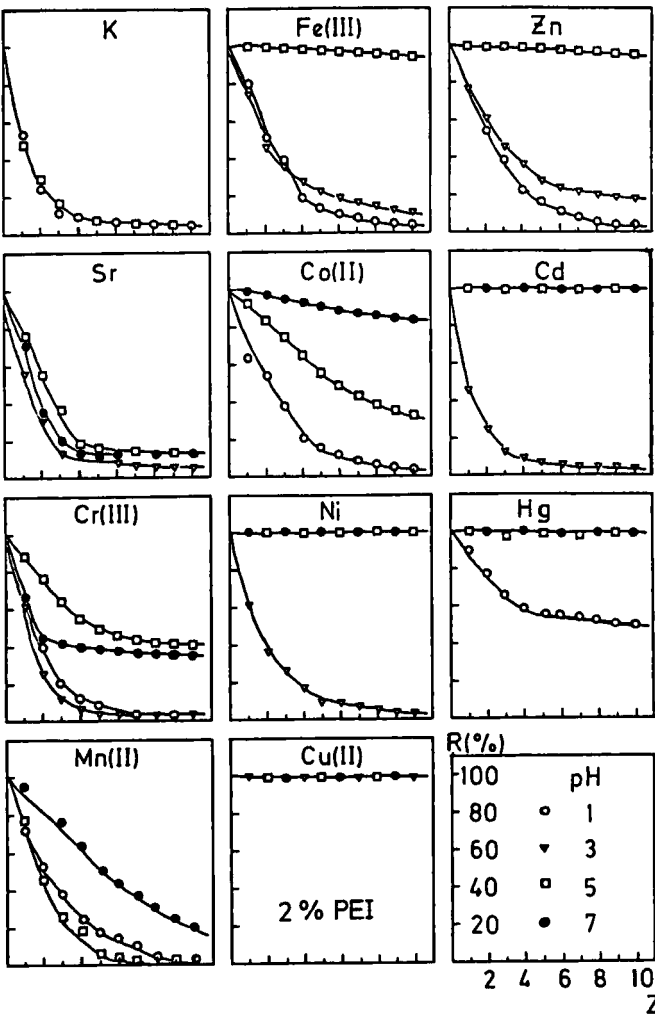 K
Fe(III)
Zn
Sr
Co(II)
Cd
Cr(III)
Ni
Hg
Mn(II)
Cu(II)
2% PEI
R(%)
100 pH
80 1
60 3
40 5
20 7
2 4 6 8 10
Z